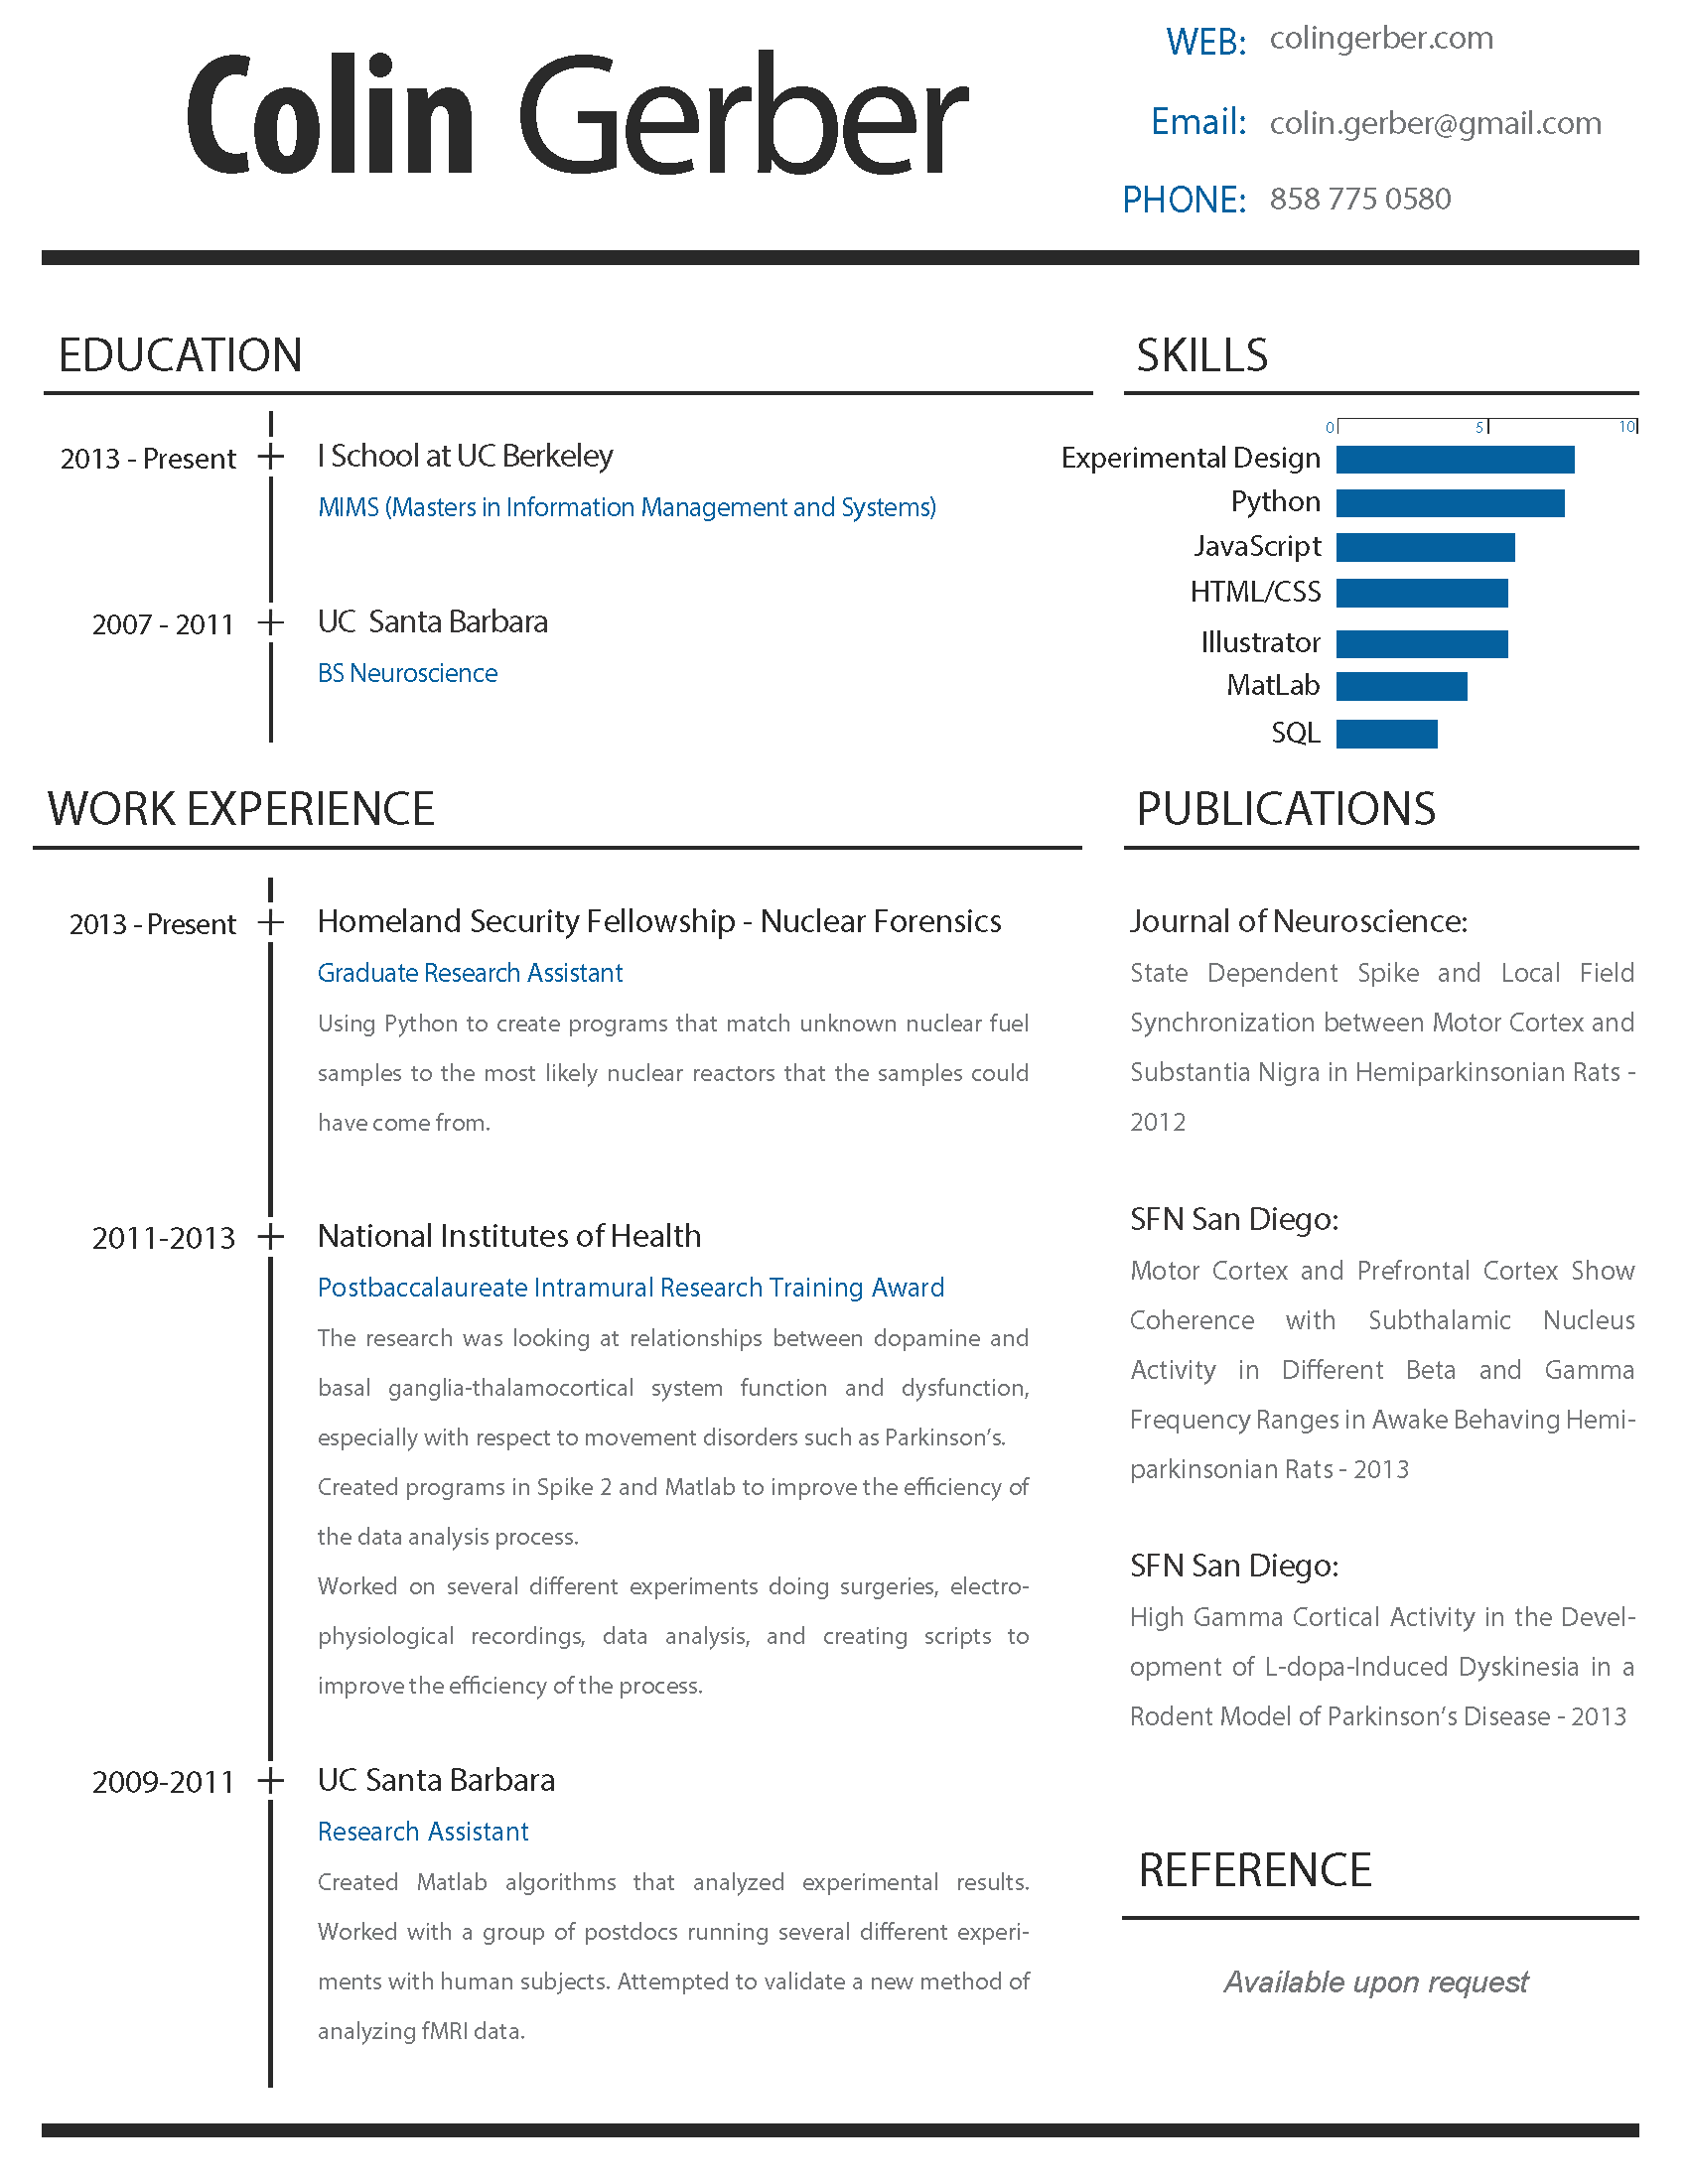 Colin Gerber
WEB: colingerber.com
Email: colin.gerber@gmail.com
PHONE: 858 775 0580
EDUCATION
2013 - Present
I School at UC Berkeley
MIMS (Masters in Information Management and Systems)
2007 - 2011
UC Santa Barbara
BS Neuroscience
SKILLS
0 5 10
Experimental Design
Python
JavaScript
HTML/CSS
Illustrator
MatLab
SQL
WORK EXPERIENCE
2013 - Present
Homeland Security Fellowship - Nuclear Forensics
Graduate Research Assistant
Using Python to create programs that match unknown nuclear fuel
samples to the most likely nuclear reactors that the samples could
have come from.
2011-2013
National Institutes of Health
Postbaccalaureate Intramural Research Training Award
The research was looking at relationships between dopamine and
basal ganglia-thalamocortical system function and dysfunction,
especially with respect to movement disorders such as Parkinson’s.
Created programs in Spike 2 and Matlab to improve the efficiency of
the data analysis process.
Worked on several different experiments doing surgeries, electro-
physiological recordings, data analysis, and creating scripts to
improve the efficiency of the process.
2009-2011
UC Santa Barbara
Research Assistant
Created Matlab algorithms that analyzed experimental results.
Worked with a group of postdocs running several different experi-
ments with human subjects. Attempted to validate a new method of
analyzing fMRI data.
PUBLICATIONS
Journal of Neuroscience:
State Dependent Spike and Local Field
Synchronization between Motor Cortex and
Substantia Nigra in Hemiparkinsonian Rats -
2012
SFN San Diego:
Motor Cortex and Prefrontal Cortex Show
Coherence with Subthalamic Nucleus
Activity in Different Beta and Gamma
Frequency Ranges in Awake Behaving Hemi-
parkinsonian Rats - 2013
SFN San Diego:
High Gamma Cortical Activity in the Devel-
opment of L-dopa-Induced Dyskinesia in a
Rodent Model of Parkinson’s Disease - 2013
REFERENCE
Available upon request